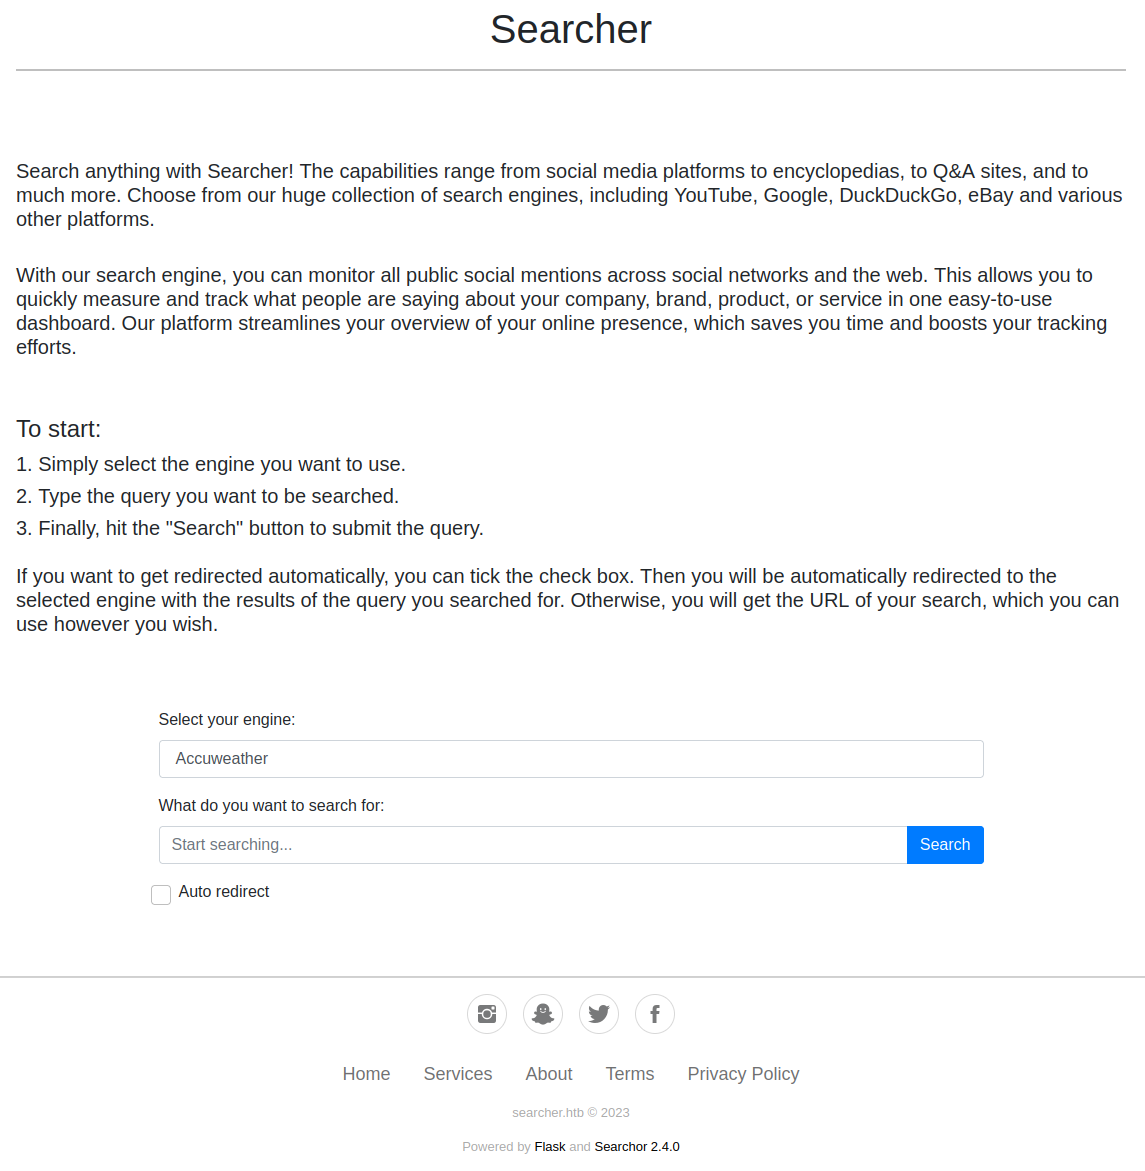 Searcher
Search anything with Searcher! The capabilities range from social media platforms to encyclopedias, to Q&A sites, and to
much more. Choose from our huge collection of search engines, including YouTube, Google, DuckDuckGo, eBay and various
other platforms.
With our search engine, you can monitor all public social mentions across social networks and the web. This allows you to
quickly measure and track what people are saying about your company, brand, product, or service in one easy-to-use
dashboard. Our platform streamlines your overview of your online presence, which saves you time and boosts your tracking
efforts.
To start:
1. Simply select the engine you want to use.
2. Type the query you want to be searched.
3. Finally, hit the "Search" button to submit the query.
If you want to get redirected automatically, you can tick the check box. Then you will be automatically redirected to the
selected engine with the results of the query you searched for. Otherwise, you will get the URL of your search, which you can
use however you wish.
Select your engine:
Accuweather
What do you want to search for:
Start searching... Search
Auto redirect
Home Services About Terms Privacy Policy
searcher.htb © 2023
Powered by Flask and Searchor 2.4.0